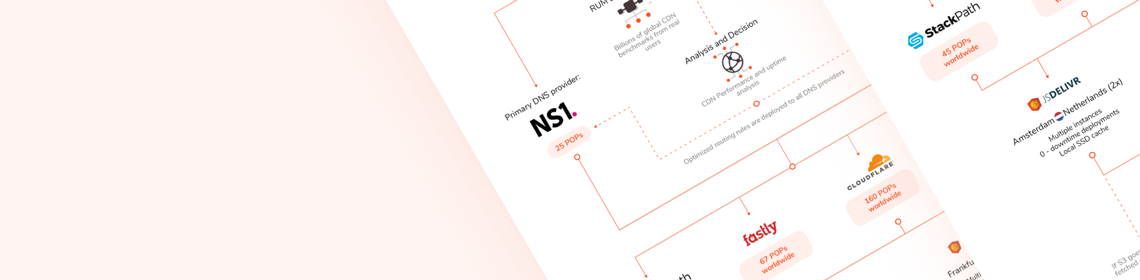 RUM
Billions of global CDN
benchmarks from real
users
Analysis and Decision
CDN Performance and uptime
analysis
Primary DNS provider:
NS1.
25 POPs
Optimized routing rules are deployed to all DNS providers
CLOUDFLARE
160 POPs
worldwide
fastly
67 POPs
worldwide
StackPath
45 POPs
worldwide
JSDELIVR
Amsterdam Netherlands (2x)
Multiple instances
0 - downtime deployments
Local SSD cache
If S3
fetched